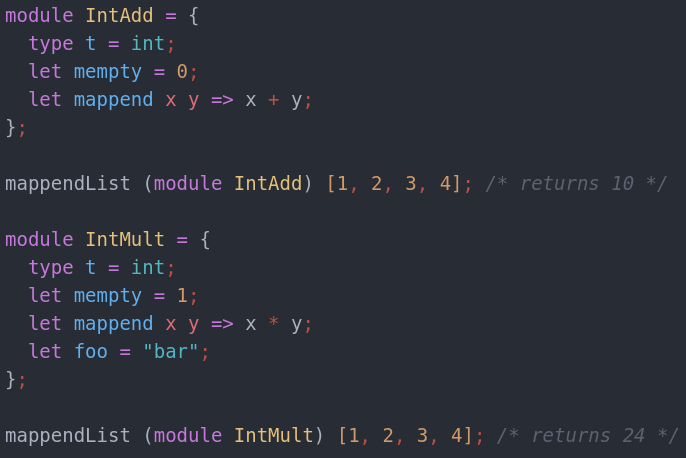 module IntAdd = {
  type t = int;
  let mempty = 0;
  let mappend x y => x + y;
};
mappendList (module IntAdd) [1, 2, 3, 4]; /* returns 10 */
module IntMult = {
  type t = int;
  let mempty = 1;
  let mappend x y => x * y;
  let foo = "bar";
};
mappendList (module IntMult) [1, 2, 3, 4]; /* returns 24 */